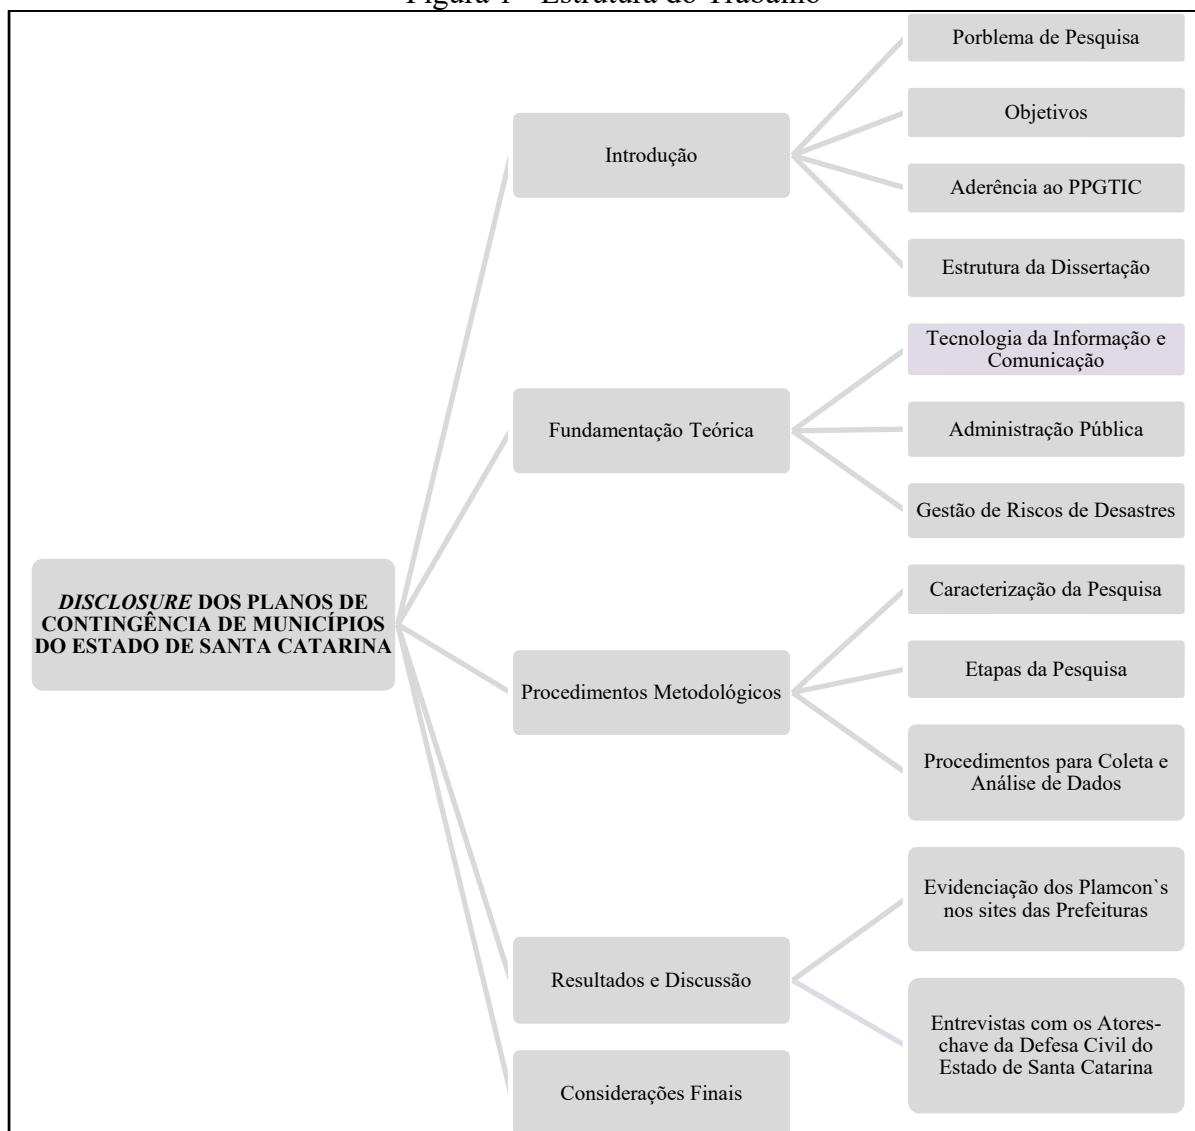 Figura 1 - Estrutura do Trabalho
Porblema de Pesquisa
Objetivos
Introdução
Aderência ao PPGTIC
Estrutura da Dissertação
Tecnologia da Informação e
Comunicação
Fundamentação Teórica
Administração Pública
Gestão de Riscos de Desastres
DISCLOSURE DOS PLANOS DE
CONTINGÊNCIA DE MUNICÍPIOS
DO ESTADO DE SANTA CATARINA
Caracterização da Pesquisa
Procedimentos Metodológicos
Etapas da Pesquisa
Procedimentos para Coleta e
Análise de Dados
Evidenciação dos Plamcon`s
nos sites das Prefeituras
Resultados e Discussão
Entrevistas com os Atores-
chave da Defesa Civil do
Estado de Santa Catarina
Considerações Finais